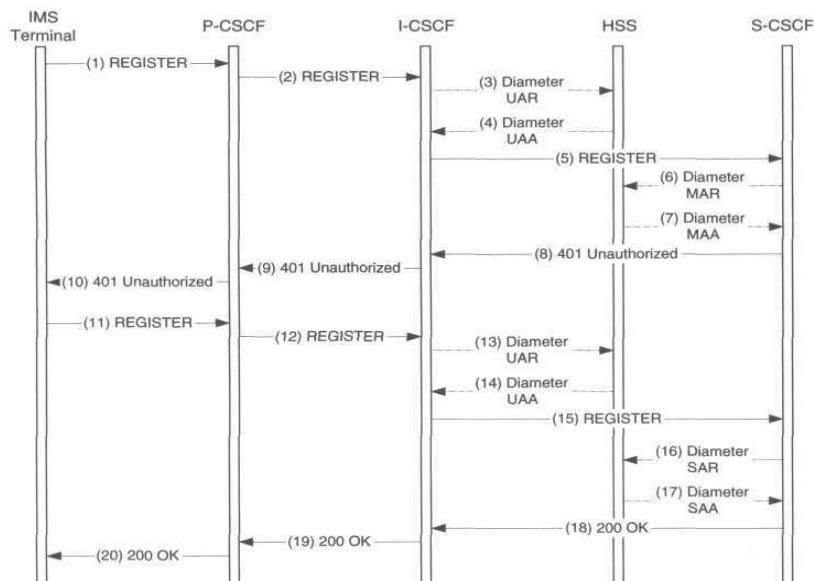 IMS
Terminal
P-CSCF
I-CSCF
HSS
S-CSCF
(1) REGISTER
(2) REGISTER
(3) Diameter
UAR
(4) Diameter
UAA
(5) REGISTER
(6) Diameter
MAR
(7) Diameter
MAA
(8) 401 Unauthorized
(9) 401 Unauthorized
(10) 401 Unauthorized
(11) REGISTER
(12) REGISTER
(13) Diameter
UAR
(14) Diameter
UAA
(15) REGISTER
(16) Diameter
SAR
(17) Diameter
SAA
(18) 200 OK
(19) 200 OK
(20) 200 OK